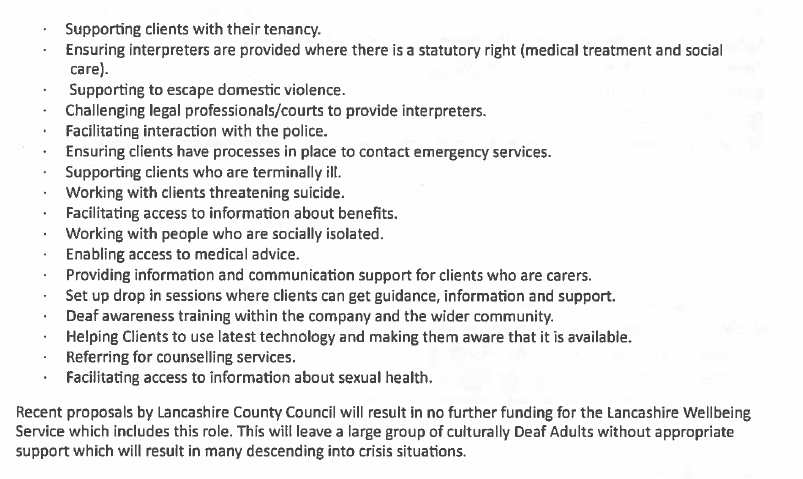 · Supporting clients with their tenancy.
· Ensuring interpreters are provided where there is a statutory right (medical treatment and social
care).
· Supporting to escape domestic violence.
· Challenging legal professionals/courts to provide interpreters.
· Facilitating interaction with the police.
· Ensuring clients have processes in place to contact emergency services.
· Supporting clients who are terminally ill.
· Working with clients threatening suicide.
· Facilitating access to information about benefits.
· Working with people who are socially isolated.
· Enabling access to medical advice.
· Providing information and communication support for clients who are carers.
· Set up drop in sessions where clients can get guidance, information and support.
· Deaf awareness training within the company and the wider community.
· Helping Clients to use latest technology and making them aware that it is available.
· Referring for counselling services.
· Facilitating access to information about sexual health.
Recent proposals by Lancashire County Council will result in no further funding for the Lancashire Wellbeing
Service which includes this role. This will leave a large group of culturally Deaf Adults without appropriate
support which will result in many descending into crisis situations.